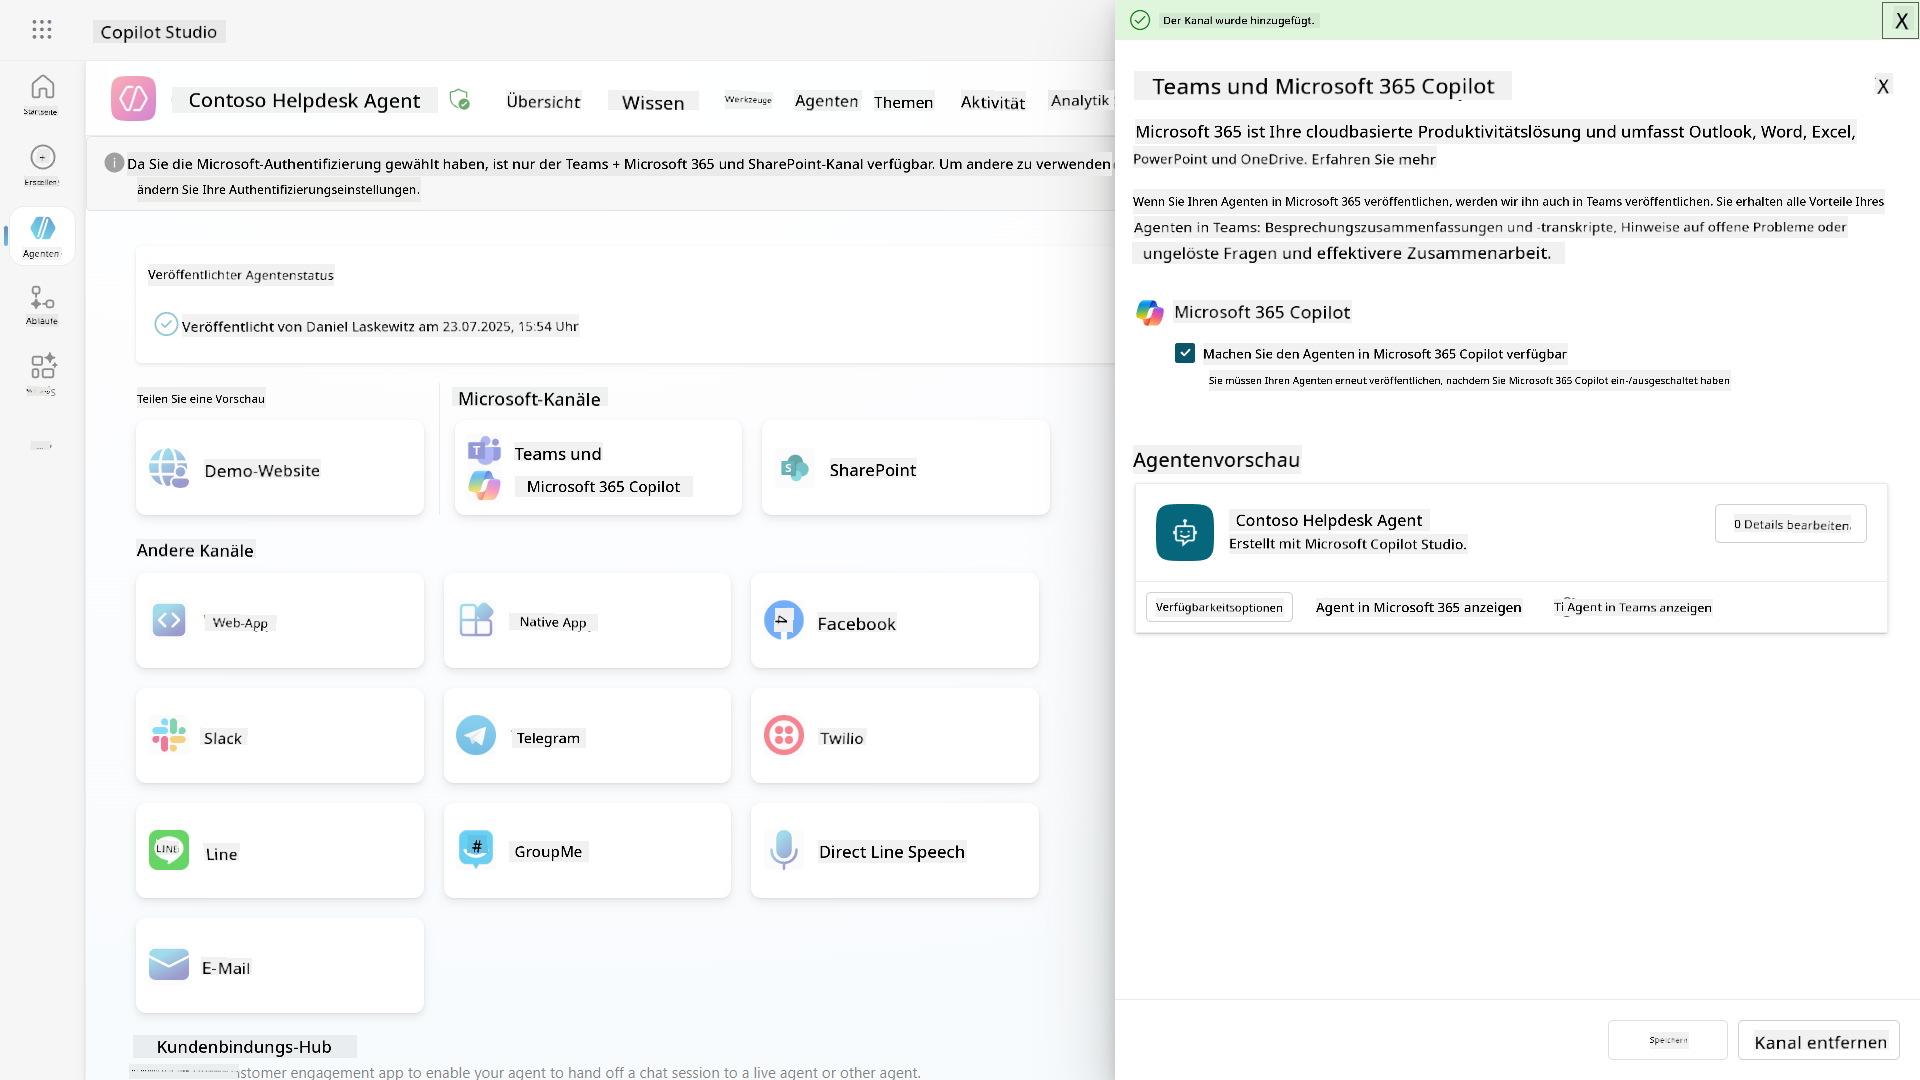 Copilot Studio
Der Kanal wurde hinzugefügt.
X
Startseite
Erstellen
Agenten
Abläufe
Contoso Helpdesk Agent
Übersicht
Wissen
Werkzeuge
Agenten
Themen
Aktivität
Analytik
Da Sie die Microsoft-Authentifizierung gewählt haben, ist nur der Teams + Microsoft 365 und SharePoint-Kanal verfügbar. Um andere zu verwenden
ändern Sie Ihre Authentifizierungseinstellungen.
Veröffentlichter Agentenstatus
Veröffentlicht von Daniel Laskewitz am 23.07.2025, 15:54 Uhr
Teilen Sie eine Vorschau
Microsoft-Kanäle
Demo-Website
Teams und
Microsoft 365 Copilot
SharePoint
Andere Kanäle
Web-App
Native App
Facebook
Slack
Telegram
Twilio
LINE
Line
#
GroupMe
Direct Line Speech
E-Mail
Kundenbindungs-Hub
stomer engagement app to enable your agent to hand off a chat session to a live agent or other agent.
Teams und Microsoft 365 Copilot
X
Microsoft 365 ist Ihre cloudbasierte Produktivitätslösung und umfasst Outlook, Word, Excel,
PowerPoint und OneDrive. Erfahren Sie mehr
Wenn Sie Ihren Agenten in Microsoft 365 veröffentlichen, werden wir ihn auch in Teams veröffentlichen. Sie erhalten alle Vorteile Ihres
Agenten in Teams: Besprechungszusammenfassungen und -transkripte, Hinweise auf offene Probleme oder
ungelöste Fragen und effektivere Zusammenarbeit.
Microsoft 365 Copilot
Machen Sie den Agenten in Microsoft 365 Copilot verfügbar
Sie müssen Ihren Agenten erneut veröffentlichen, nachdem Sie Microsoft 365 Copilot ein-/ausgeschaltet haben
Agentenvorschau
Contoso Helpdesk Agent
Erstellt mit Microsoft Copilot Studio.
0 Details bearbeiten
Verfügbarkeitsoptionen
Agent in Microsoft 365 anzeigen
Ti Agent in Teams anzeigen
Speichern
Kanal entfernen